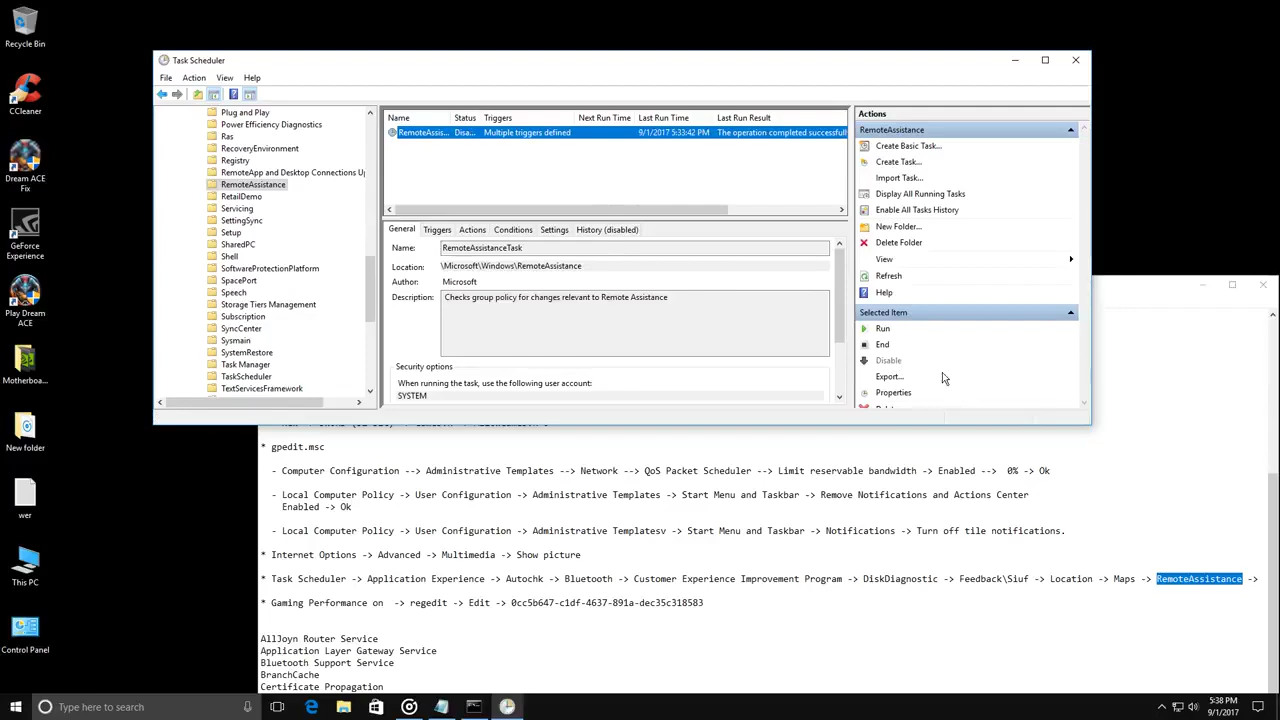 Recycle Bin
CCleaner
Dream ACE
Fix
GeForce
Experience
Play Dream
ACE
Motherboa...
New folder
wer
This PC
Control Panel
Task Scheduler
File Action View Help
Plug and Play
Power Efficiency Diagnostics
Ras
RecoveryEnvironment
Registry
RemoteApp and Desktop Connections Up
RemoteAssistance
RetailDemo
Servicing
SettingSync
Setup
SharedPC
Shell
SoftwareProtectionPlatform
SpacePort
Speech
Storage Tiers Management
Subscription
SyncCenter
Sysmain
SystemRestore
Task Manager
TaskScheduler
TextServicesFramework
Name Status Triggers Next Run Time Last Run Time Last Run Result
RemoteAssis... Disa... Multiple triggers defined 9/1/2017 5:33:42 PM The operation completed successfull
General Triggers Actions Conditions Settings History (disabled)
Name: RemoteAssistanceTask
Location: \Microsoft\Windows\RemoteAssistance
Author: Microsoft
Description: Checks group policy for changes relevant to Remote Assistance
Security options
When running the task, use the following user account:
SYSTEM
Actions
RemoteAssistance
Create Basic Task...
Create Task...
Import Task...
Display All Running Tasks
Enable All Tasks History
New Folder...
Delete Folder
View
Refresh
Help
Selected Item
Run
End
Disable
Export...
Properties
* gpedit.msc
- Computer Configuration --> Administrative Templates --> Network --> QoS Packet Scheduler --> Limit reservable bandwidth -> Enabled --> 0% -> Ok
- Local Computer Policy -> User Configuration -> Administrative Templates -> Start Menu and Taskbar -> Remove Notifications and Actions Center
Enabled -> Ok
- Local Computer Policy -> User Configuration -> Administrative Templatesv -> Start Menu and Taskbar -> Notifications -> Turn off tile notifications.
* Internet Options -> Advanced -> Multimedia -> Show picture
* Task Scheduler -> Application Experience -> Autochk -> Bluetooth -> Customer Experience Improvement Program -> DiskDiagnostic -> Feedback\Siuf -> Location -> Maps -> RemoteAssistance ->
* Gaming Performance on -> regedit -> Edit -> 0cc5b647-c1df-4637-891a-dec35c318583
AllJoyn Router Service
Application Layer Gateway Service
Bluetooth Support Service
BranchCache
Certificate Propagation
Type here to search
5:38 PM
9/1/2017